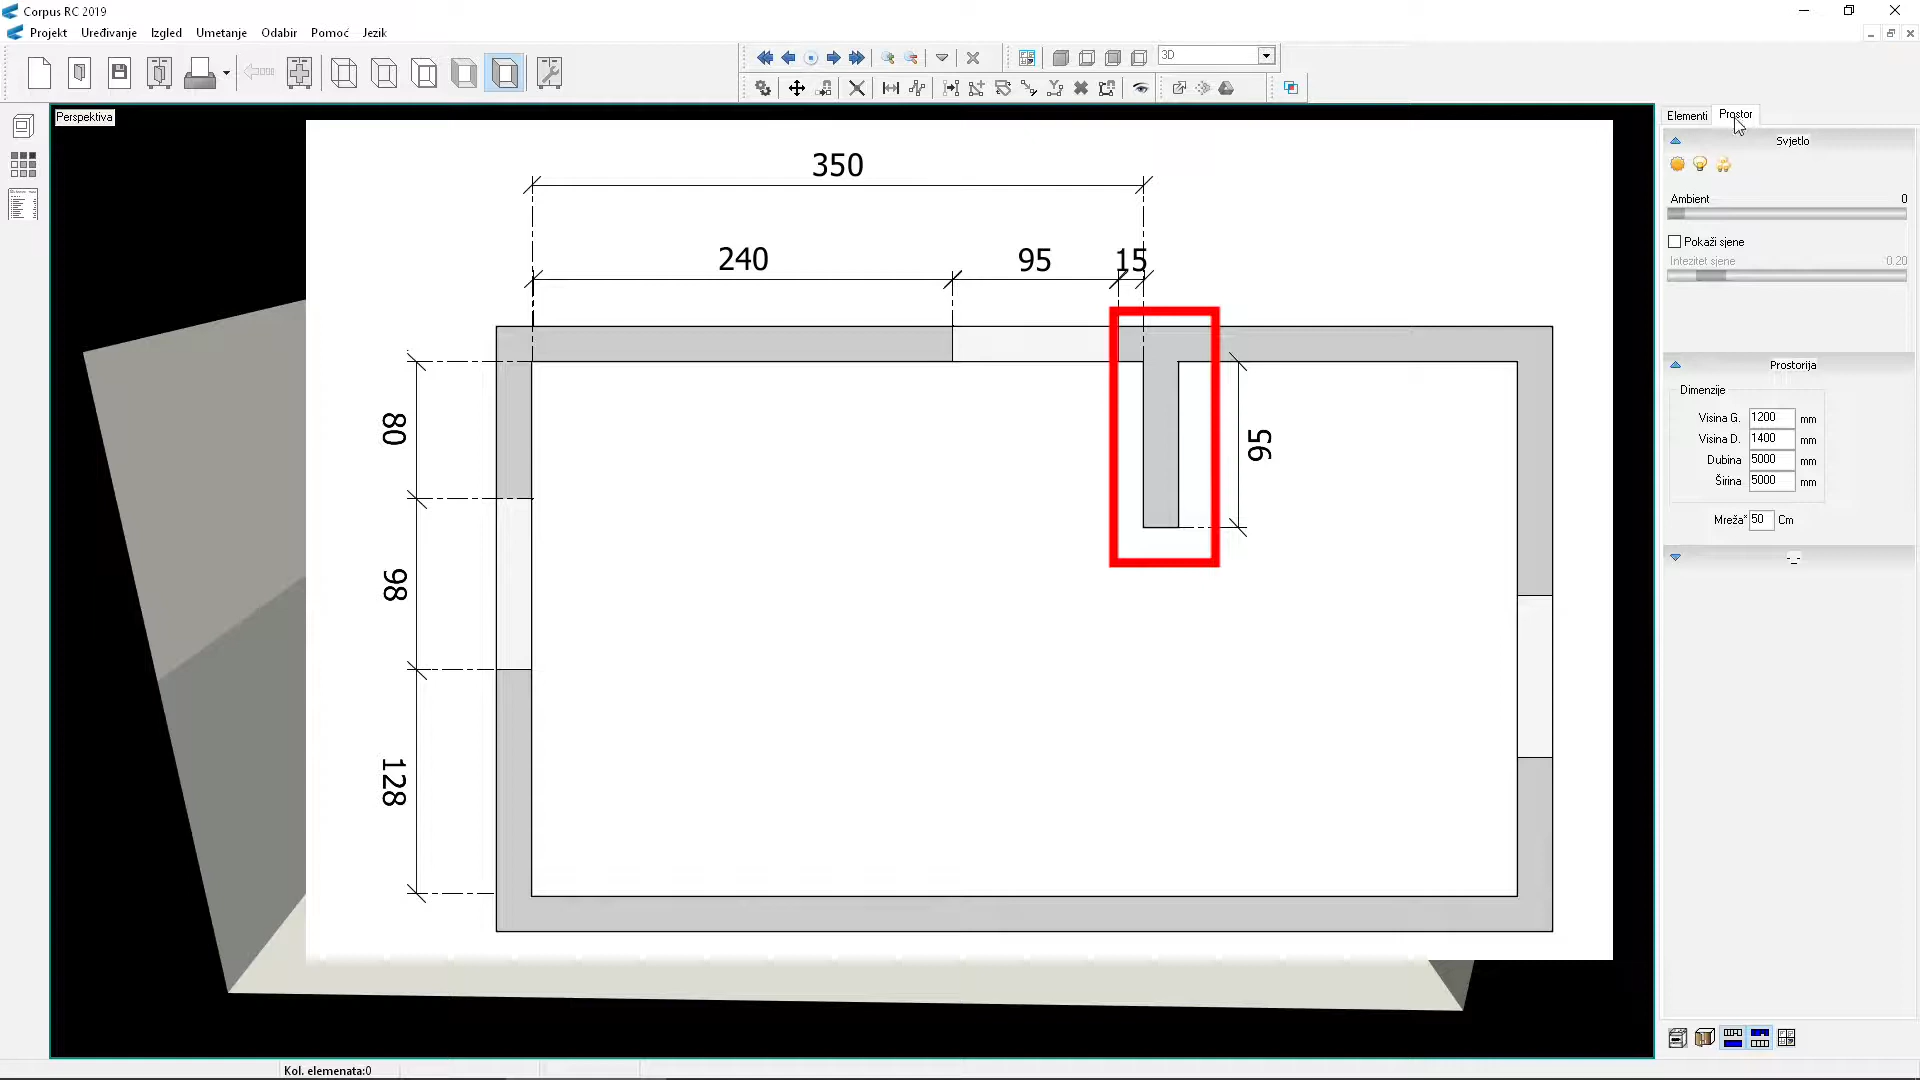 Corpus RC 2019
Projekt Uređivanje Izgled Umetanje Odabir Pomoć Jezik
3D
Perspektiva
Elementi Prostor
Svjetlo
Ambient 0
Pokaži sjene
Intezitet sjene 0.20
Prostorija
Dimenzije
Visina G. 1200 mm
Visina D. 1400 mm
Dubina 5000 mm
Širina 5000 mm
Mreža* 50 Cm
-_-
350
240 95 15
80
95
98
128
Kol. elemenata:0